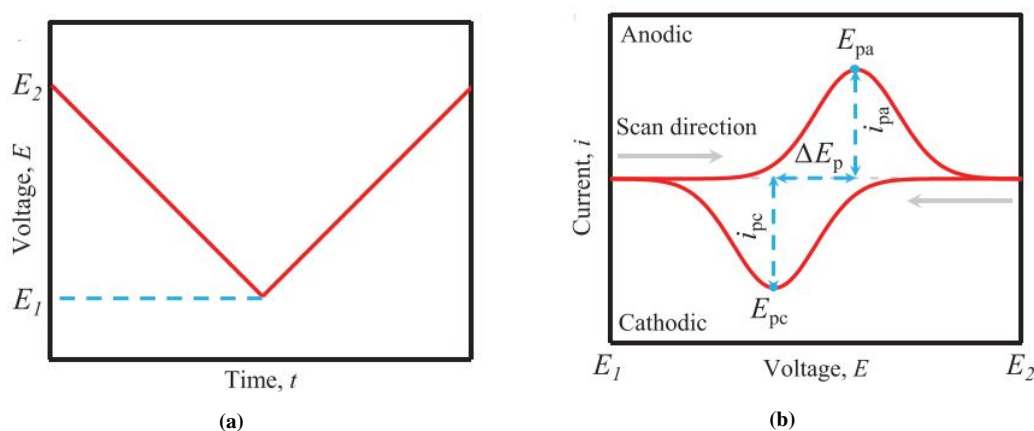 E₂
Voltage, E
E₁
Time, t
(a)
Anodic
Eₚₐ
Scan direction
iₚₐ
ΔEₚ
Current, i
iₚc
Eₚc
Cathodic
E₁
Voltage, E
E₂
(b)